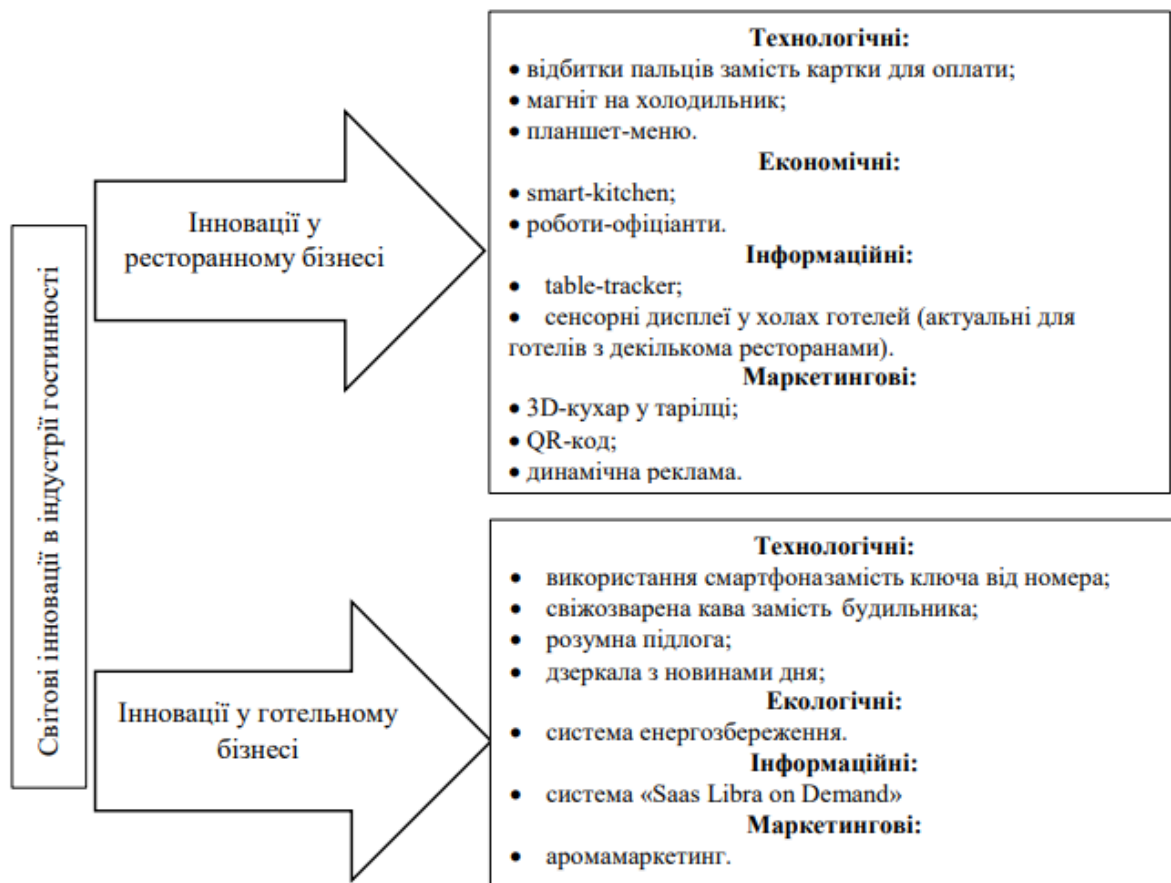 Світові інновації в індустрії гостинності
Інновації у
ресторанному бізнесі
Технологічні:
• відбитки пальців замість картки для оплати;
• магніт на холодильник;
• планшет-меню.
Економічні:
• smart-kitchen;
• роботи-офіціанти.
Інформаційні:
• table-tracker;
• сенсорні дисплеї у холах готелей (актуальні для
готелів з декількома ресторанами).
Маркетингові:
• 3D-кухар у тарілці;
• QR-код;
• динамічна реклама.
Інновації у готельному
бізнесі
Технологічні:
• використання смартфоназамість ключа від номера;
• свіжозварена кава замість будильника;
• розумна підлога;
• дзеркала з новинами дня;
Екологічні:
• система енергозбереження.
Інформаційні:
• система «Saas Libra on Demand»
Маркетингові:
• аромамаркетинг.